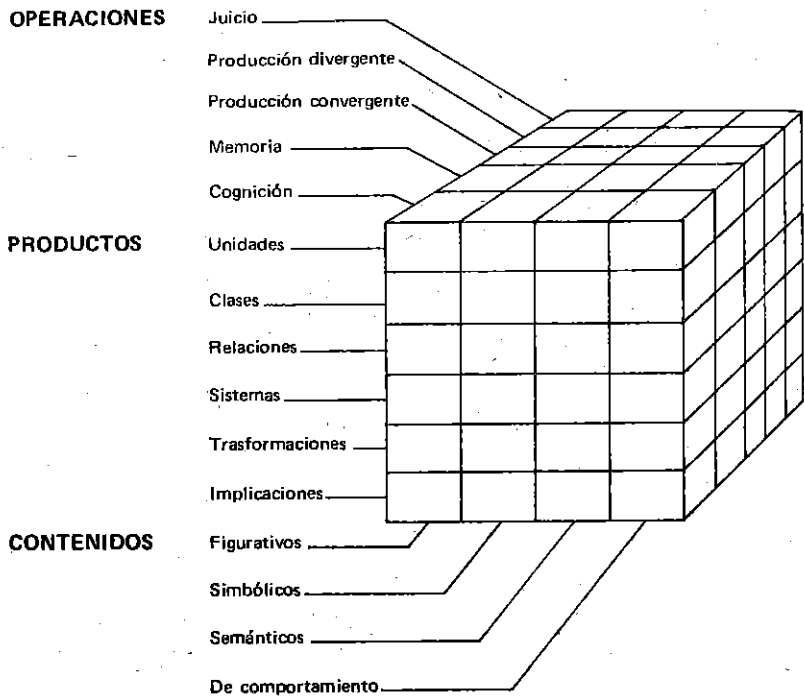 OPERACIONES
Juicio
Producción divergente
Producción convergente
Memoria
Cognición
PRODUCTOS
Unidades
Clases
Relaciones
Sistemas
Trasformaciones
Implicaciones
CONTENIDOS
Figurativos
Simbólicos
Semánticos
De comportamiento